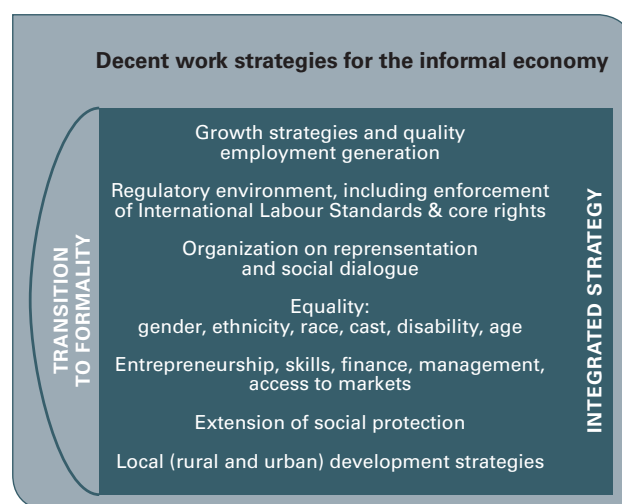 Decent work strategies for the informal economy
TRANSITION
TO FORMALITY
Growth strategies and quality
employment generation
Regulatory environment, including enforcement
of International Labour Standards & core rights
Organization on reprensentation
and social dialogue
Equality:
gender, ethnicity, race, cast, disability, age
Entrepreneurship, skills, finance, management,
access to markets
Extension of social protection
Local (rural and urban) development strategies
INTEGRATED STRATEGY